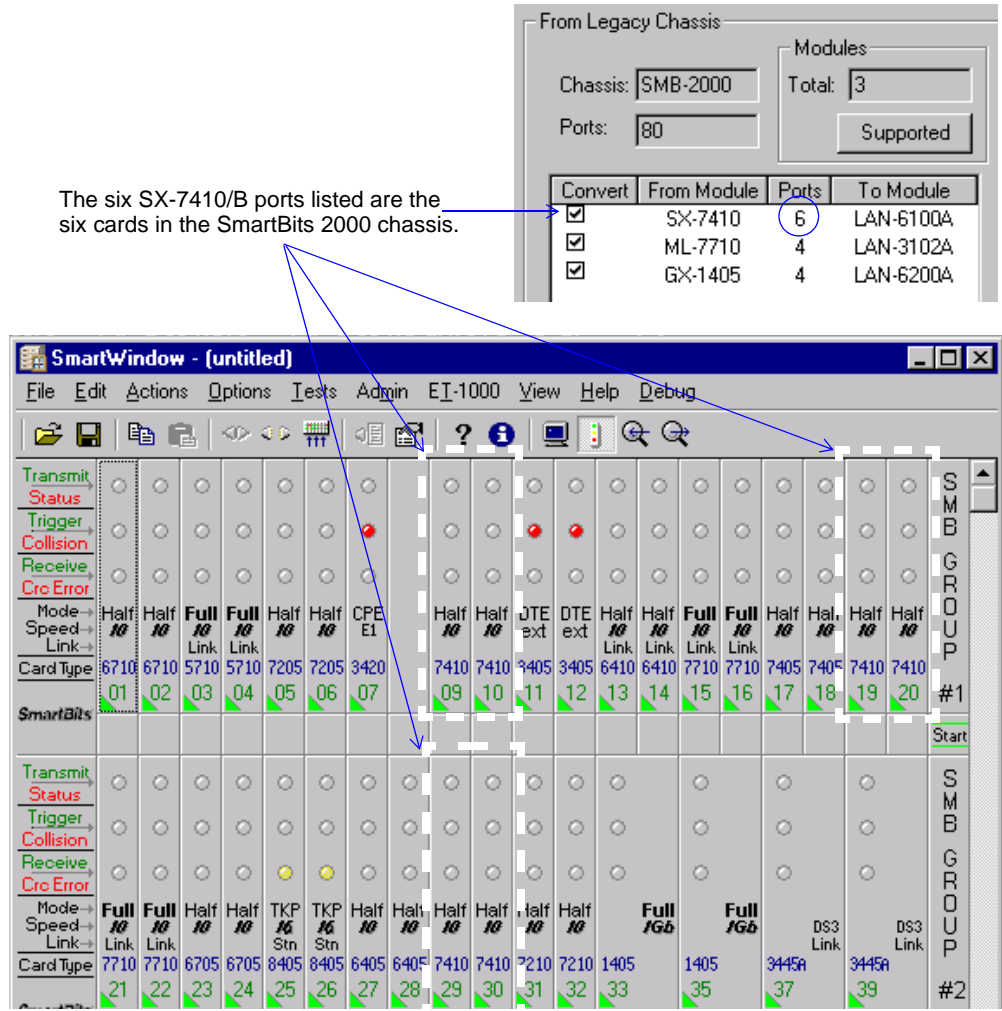 From Legacy Chassis
Modules
Chassis: SMB-2000 Total: 3
Ports: 80 Supported
The six SX-7410/B ports listed are the
six cards in the SmartBits 2000 chassis.
Convert From Module Ports To Module
SX-7410 6 LAN-6100A
ML-7710 4 LAN-3102A
GX-1405 4 LAN-6200A
SmartWindow - (untitled)
File Edit Actions Options Tests Admin ET-1000 View Help Debug
Transmit
Status
Trigger
Collision
Receive
Crc Error
Mode→ Half Half Full Full Half Half CPE Half Half DTE DTE Half Half Full Full Half Half Half Half
Speed→ 10 10 10 10 10 10 E1 10 10 ext ext 10 10 10 10 10 10 10 10
Link→ Link Link Link Link Link Link
Card Type 6710 6710 5710 5710 7205 7205 3420 7410 7410 3405 3405 6410 6410 7710 7710 7405 7405 7410 7410
01 02 03 04 05 06 07 09 10 11 12 13 14 15 16 17 18 19 20
SMB GROUP #1
SmartBits
Start
Transmit
Status
Trigger
Collision
Receive
Crc Error
Mode→ Full Full Half Half TKP TKP Half Half Half Half Half Half Full Full
Speed→ 10 10 10 10 16 16 10 10 10 10 10 10 1Gb 1Gb DS3 DS3
Link→ Link Link Stn Stn Link Link
Card Type 7710 7710 6705 6705 8405 8405 6405 6405 7410 7410 7210 7210 1405 1405 3445A 3445A
21 22 23 24 25 26 27 28 29 30 31 32 33 35 37 39
SMB GROUP #2